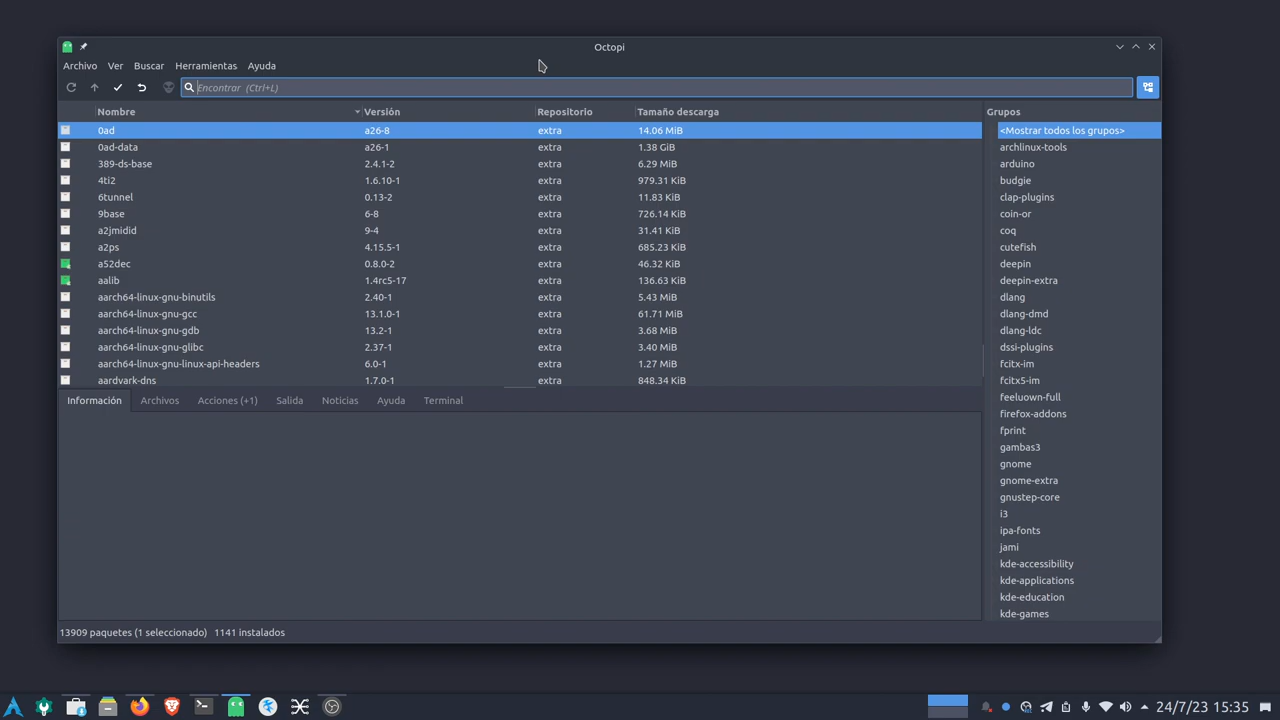 Octopi
Archivo Ver Buscar Herramientas Ayuda
Encontrar (Ctrl+L)
Nombre Versión Repositorio Tamaño descarga Grupos
0ad a26-8 extra 14.06 MiB
0ad-data a26-1 extra 1.38 GiB
389-ds-base 2.4.1-2 extra 6.29 MiB
4ti2 1.6.10-1 extra 979.31 KiB
6tunnel 0.13-2 extra 11.83 KiB
9base 6-8 extra 726.14 KiB
a2jmidid 9-4 extra 31.41 KiB
a2ps 4.15.5-1 extra 685.23 KiB
a52dec 0.8.0-2 extra 46.32 KiB
aalib 1.4rc5-17 extra 136.63 KiB
aarch64-linux-gnu-binutils 2.40-1 extra 5.43 MiB
aarch64-linux-gnu-gcc 13.1.0-1 extra 61.71 MiB
aarch64-linux-gnu-gdb 13.2-1 extra 3.68 MiB
aarch64-linux-gnu-glibc 2.37-1 extra 3.40 MiB
aarch64-linux-gnu-linux-api-headers 6.0-1 extra 1.27 MiB
aardvark-dns 1.7.0-1 extra 848.34 KiB
<Mostrar todos los grupos>
archlinux-tools
arduino
budgie
clap-plugins
coin-or
coq
cutefish
deepin
deepin-extra
dlang
dlang-dmd
dlang-ldc
dssi-plugins
fcitx-im
fcitx5-im
feeluown-full
firefox-addons
fprint
gambas3
gnome
gnome-extra
gnustep-core
i3
ipa-fonts
jami
kde-accessibility
kde-applications
kde-education
kde-games
Información Archivos Acciones (+1) Salida Noticias Ayuda Terminal
13909 paquetes (1 seleccionado) 1141 instalados
24/7/23 15:35